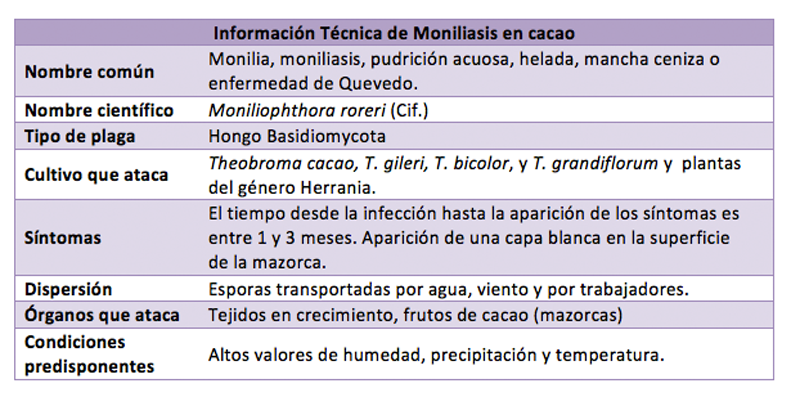 Información Técnica de Moniliasis en cacao
Nombre común
Monilia, moniliasis, pudrición acuosa, helada, mancha ceniza o
enfermedad de Quevedo.
Nombre científico
Moniliophthora roreri (Cif.)
Tipo de plaga
Hongo Basidiomycota
Cultivo que ataca
Theobroma cacao, T. gileri, T. bicolor, y T. grandiflorum y plantas
del género Herrania.
Síntomas
El tiempo desde la infección hasta la aparición de los síntomas es
entre 1 y 3 meses. Aparición de una capa blanca en la superficie
de la mazorca.
Dispersión
Esporas transportadas por agua, viento y por trabajadores.
Órganos que ataca
Tejidos en crecimiento, frutos de cacao (mazorcas)
Condiciones
predisponentes
Altos valores de humedad, precipitación y temperatura.